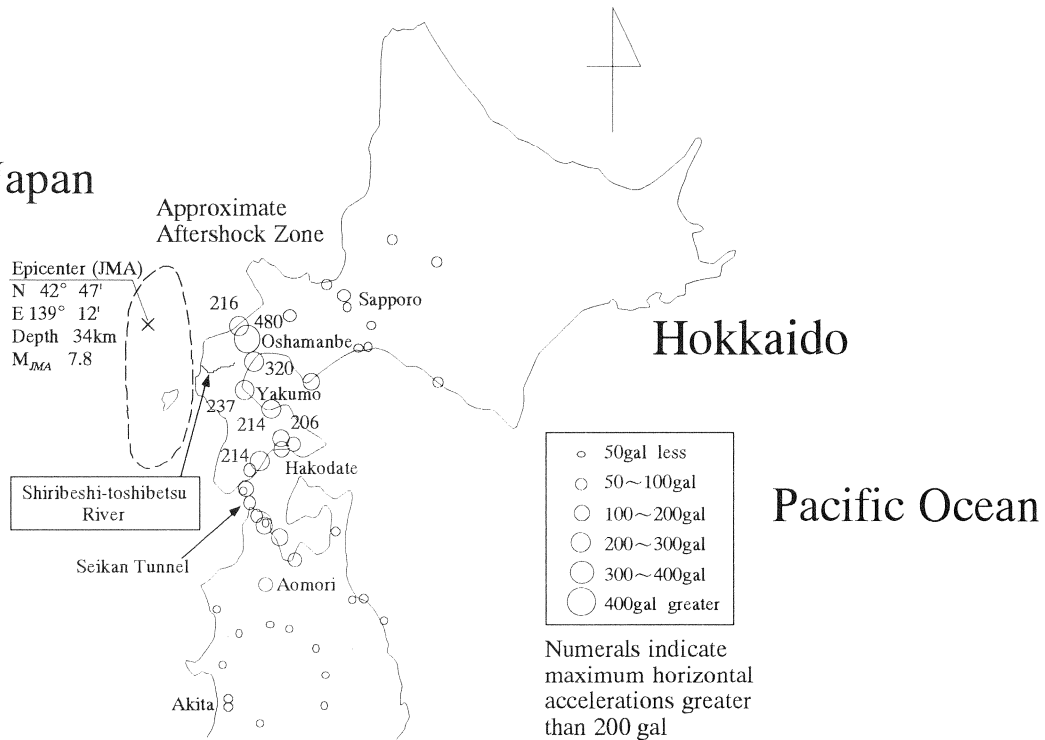 Japan
Approximate
Aftershock Zone
Epicenter (JMA)
N 42° 47'
E 139° 12'
Depth 34km
MJMA 7.8
216
480
Sapporo
Oshamanbe
Hokkaido
320
Yakumo
237
214
206
214
Hakodate
Shiribeshi-toshibetsu
River
Seikan Tunnel
Aomori
Akita
50gal less
50～100gal
100～200gal
200～300gal
300～400gal
400gal greater
Pacific Ocean
Numerals indicate
maximum horizontal
accelerations greater
than 200 gal